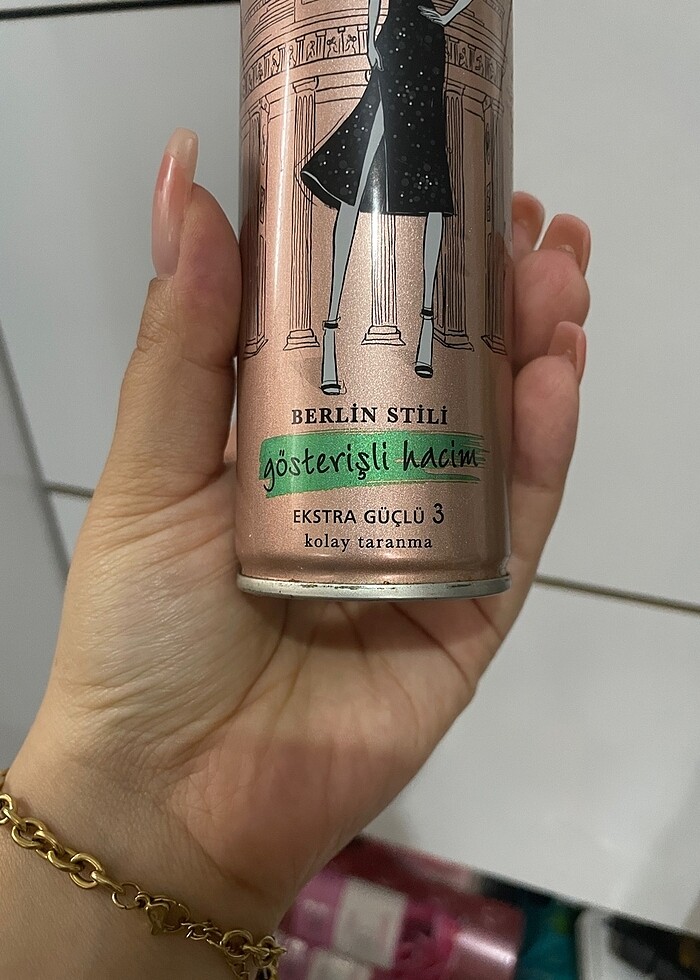 BERLİN STİLİ
gösterişli hacim
EKSTRA GÜÇLÜ 3
kolay taranma